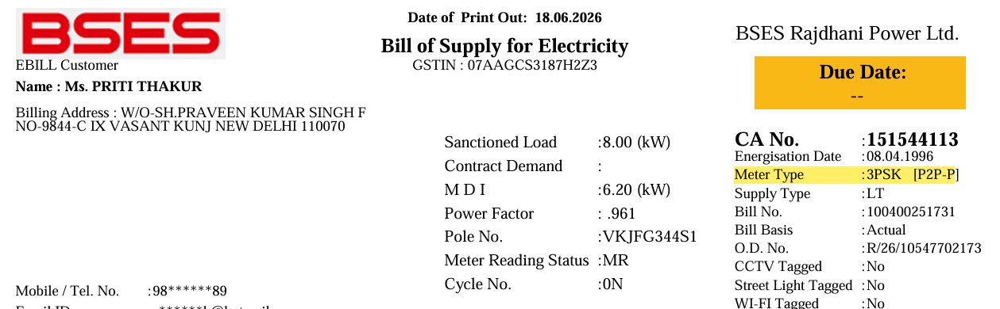 BSES
EBILL Customer
Name : Ms. PRITI THAKUR
Billing Address : W/O-SH.PRAVEEN KUMAR SINGH F
NO-9844-C IX VASANT KUNJ NEW DELHI 110070
Mobile / Tel. No. :98******89
Date of Print Out: 18.06.2026
Bill of Supply for Electricity
GSTIN : 07AAGCS3187H2Z3
Sanctioned Load :8.00 (kW)
Contract Demand :
M D I :6.20 (kW)
Power Factor : .961
Pole No. :VKJFG344S1
Meter Reading Status :MR
Cycle No. :0N
BSES Rajdhani Power Ltd.
Due Date:
--
CA No. :151544113
Energisation Date :08.04.1996
Meter Type :3PSK [P2P-P]
Supply Type :LT
Bill No. :100400251731
Bill Basis :Actual
O.D. No. :R/26/10547702173
CCTV Tagged :No
Street Light Tagged :No
WI-FI Tagged :No